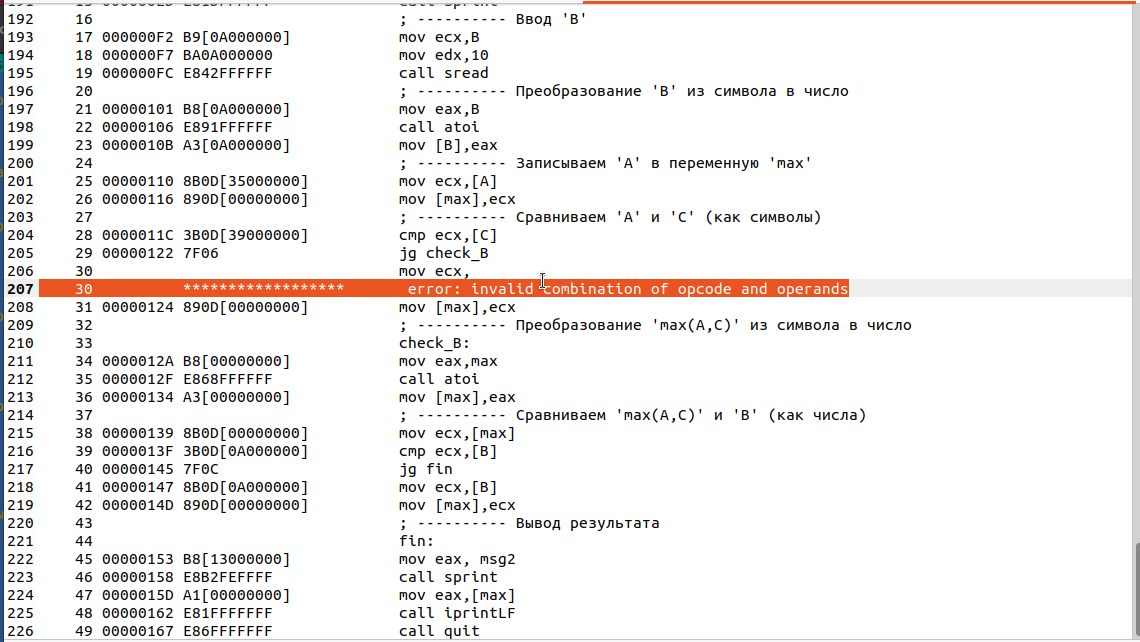 192 16 ; ---------- Ввод 'B'
193 17 000000F2 B9[0A000000] mov ecx,B
194 18 000000F7 BA0A000000 mov edx,10
195 19 000000FC E842FFFFFF call sread
196 20 ; ---------- Преобразование 'B' из символа в число
197 21 00000101 B8[0A000000] mov eax,B
198 22 00000106 E891FFFFFF call atoi
199 23 0000010B A3[0A000000] mov [B],eax
200 24 ; ---------- Записываем 'A' в переменную 'max'
201 25 00000110 8B0D[35000000] mov ecx,[A]
202 26 00000116 890D[00000000] mov [max],ecx
203 27 ; ---------- Сравниваем 'A' и 'С' (как символы)
204 28 0000011C 3B0D[39000000] cmp ecx,[C]
205 29 00000122 7F06 jg check_B
206 30 mov ecx,
207 30 ****************** error: invalid combination of opcode and operands
208 31 00000124 890D[00000000] mov [max],ecx
209 32 ; ---------- Преобразование 'max(A,C)' из символа в число
210 33 check_B:
211 34 0000012A B8[00000000] mov eax,max
212 35 0000012F E868FFFFFF call atoi
213 36 00000134 A3[00000000] mov [max],eax
214 37 ; ---------- Сравниваем 'max(A,C)' и 'B' (как числа)
215 38 00000139 8B0D[00000000] mov ecx,[max]
216 39 0000013F 3B0D[0A000000] cmp ecx,[B]
217 40 00000145 7F0C jg fin
218 41 00000147 8B0D[0A000000] mov ecx,[B]
219 42 0000014D 890D[00000000] mov [max],ecx
220 43 ; ---------- Вывод результата
221 44 fin:
222 45 00000153 B8[13000000] mov eax, msg2
223 46 00000158 E8B2FEFFFF call sprint
224 47 0000015D A1[00000000] mov eax,[max]
225 48 00000162 E81FFFFFFF call iprintLF
226 49 00000167 E86FFFFFFF call quit